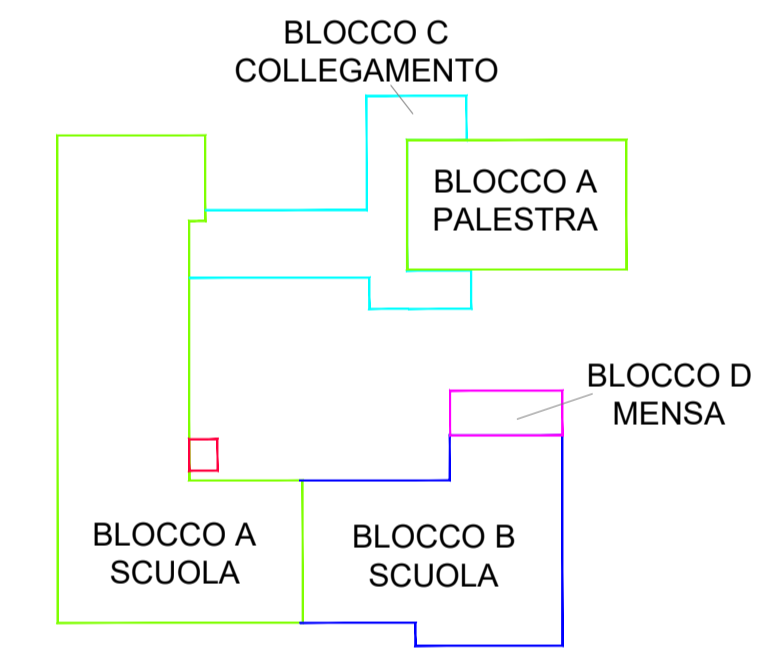 BLOCCO C
COLLEGAMENTO
BLOCCO A
PALESTRA
BLOCCO D
MENSA
BLOCCO A
SCUOLA
BLOCCO B
SCUOLA